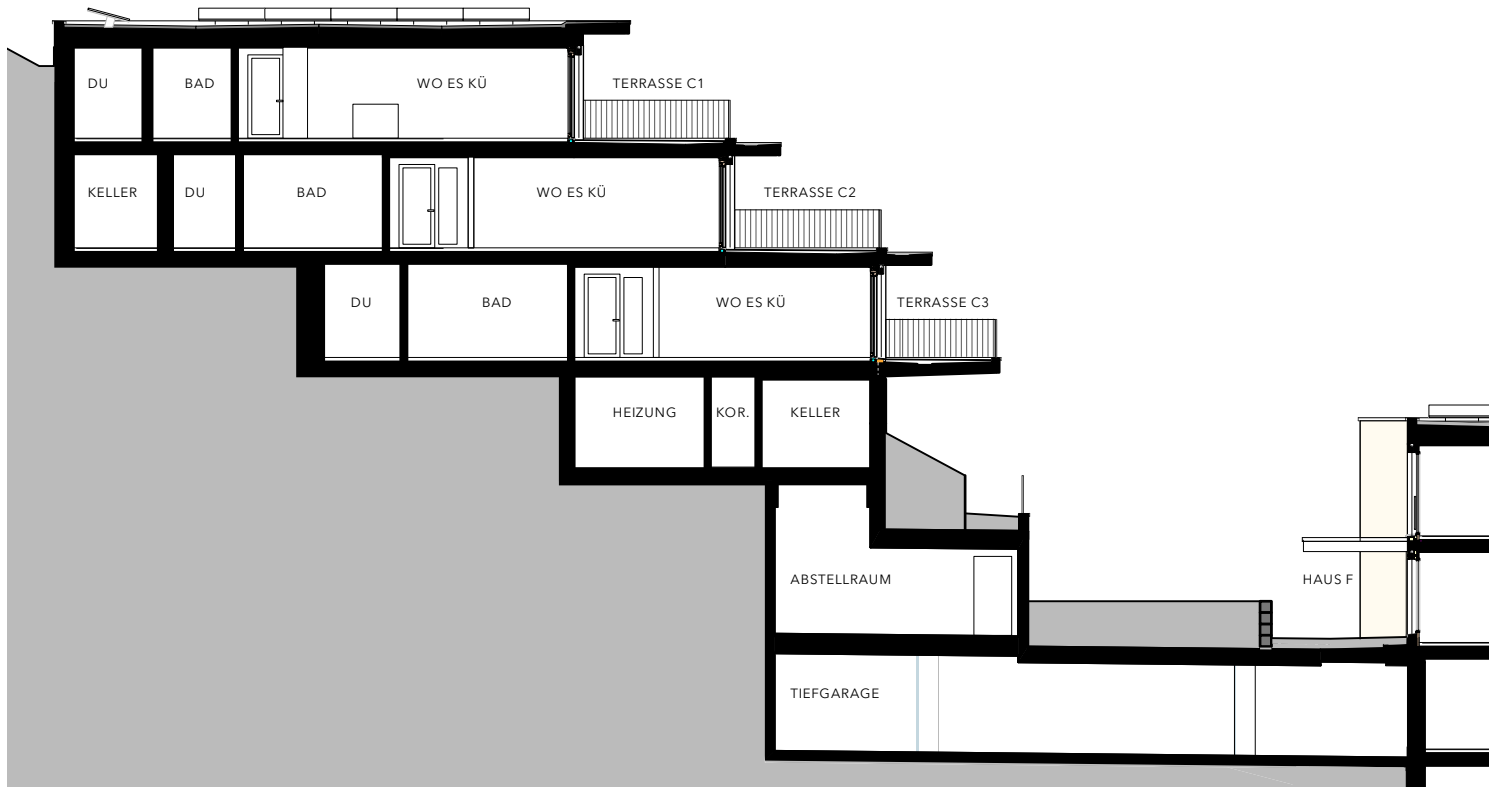 DU
BAD
WO ES KÜ
TERRASSE C1
KELLER
DU
BAD
WO ES KÜ
TERRASSE C2
DU
BAD
WO ES KÜ
TERRASSE C3
HEIZUNG
KOR.
KELLER
ABSTELLRAUM
HAUS F
TIEFGARAGE